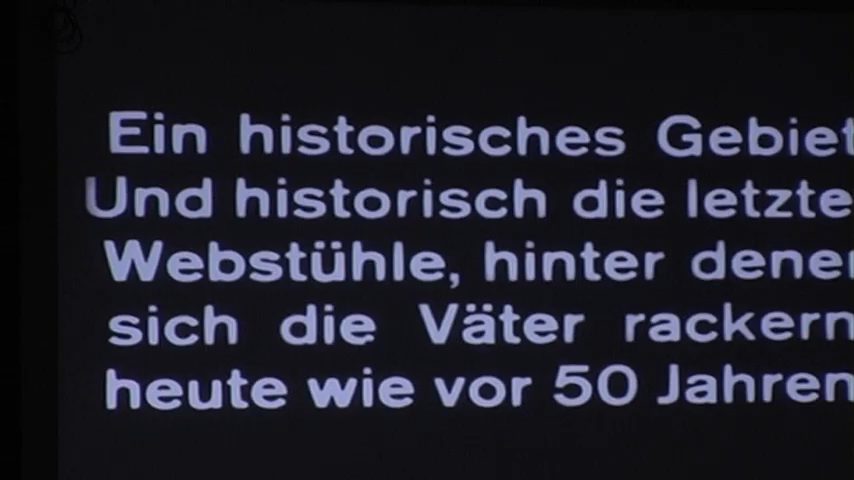 Ein historisches Gebiet
Und historisch die letzte
Webstühle, hinter denen
sich die Väter rackern
heute wie vor 50 Jahren